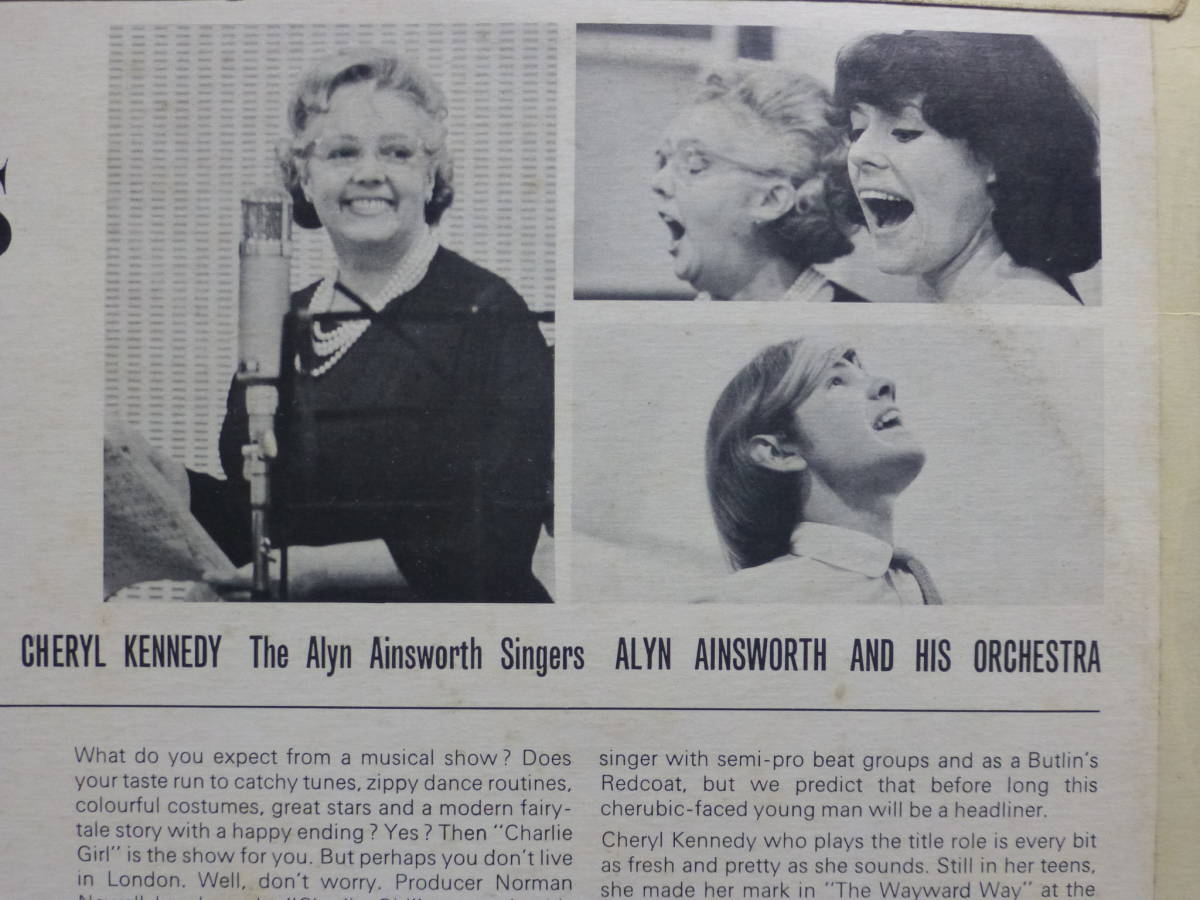 S
CHERYL KENNEDY The Alyn Ainsworth Singers ALYN AINSWORTH AND HIS ORCHESTRA
What do you expect from a musical show? Does
your taste run to catchy tunes, zippy dance routines,
colourful costumes, great stars and a modern fairy-
tale story with a happy ending? Yes? Then "Charlie
Girl" is the show for you. But perhaps you don't live
in London. Well, don't worry. Producer Norman
singer with semi-pro beat groups and as a Butlin's
Redcoat, but we predict that before long this
cherubic-faced young man will be a headliner.
Cheryl Kennedy who plays the title role is every bit
as fresh and pretty as she sounds. Still in her teens,
she made her mark in "The Wayward Way" at the